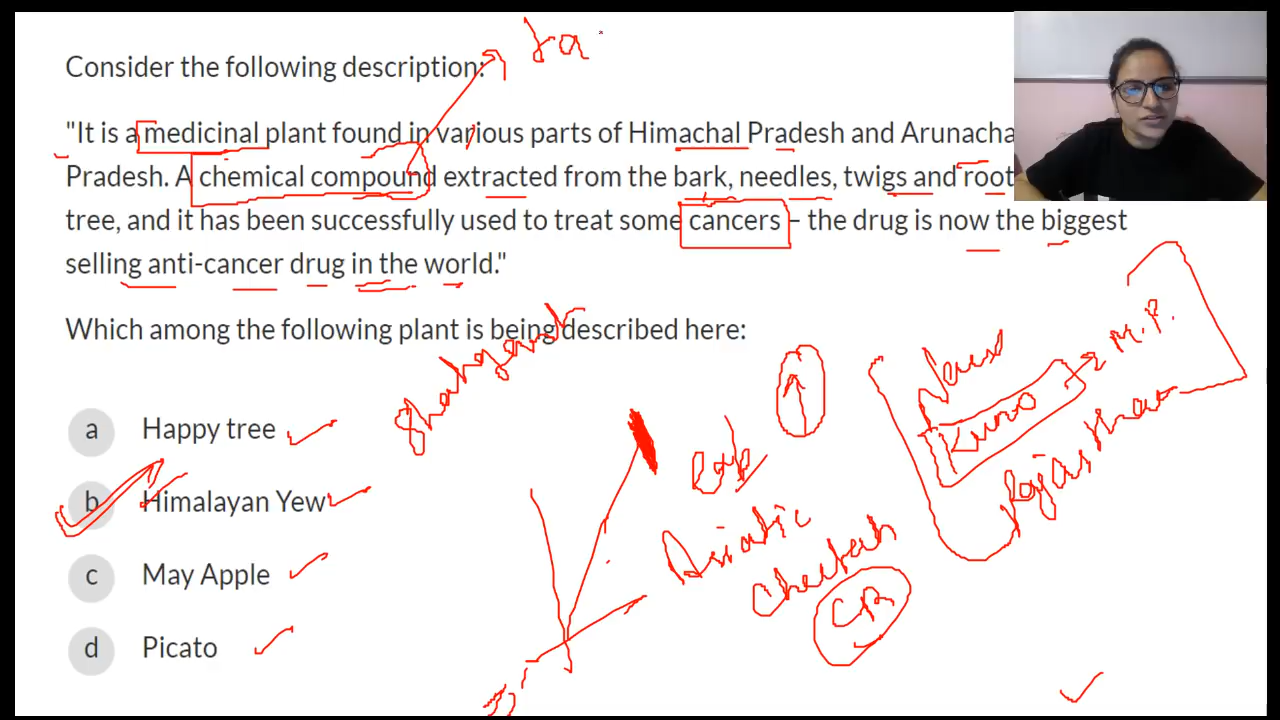 Consider the following description:
ta
"It is a medicinal plant found in various parts of Himachal Pradesh and Arunacha
Pradesh. A chemical compound extracted from the bark, needles, twigs and root
tree, and it has been successfully used to treat some cancers – the drug is now the biggest
selling anti-cancer drug in the world."
Which among the following plant is being described here:
a Happy tree
b Himalayan Yew
c May Apple
d Picato
News
Kuno
M.P.
Asiatic
Cheetah
CR